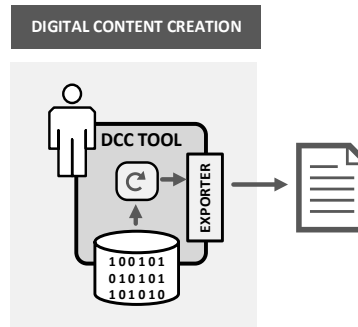 DIGITAL CONTENT CREATION
DCC TOOL
EXPORTER
100101
010101
101010